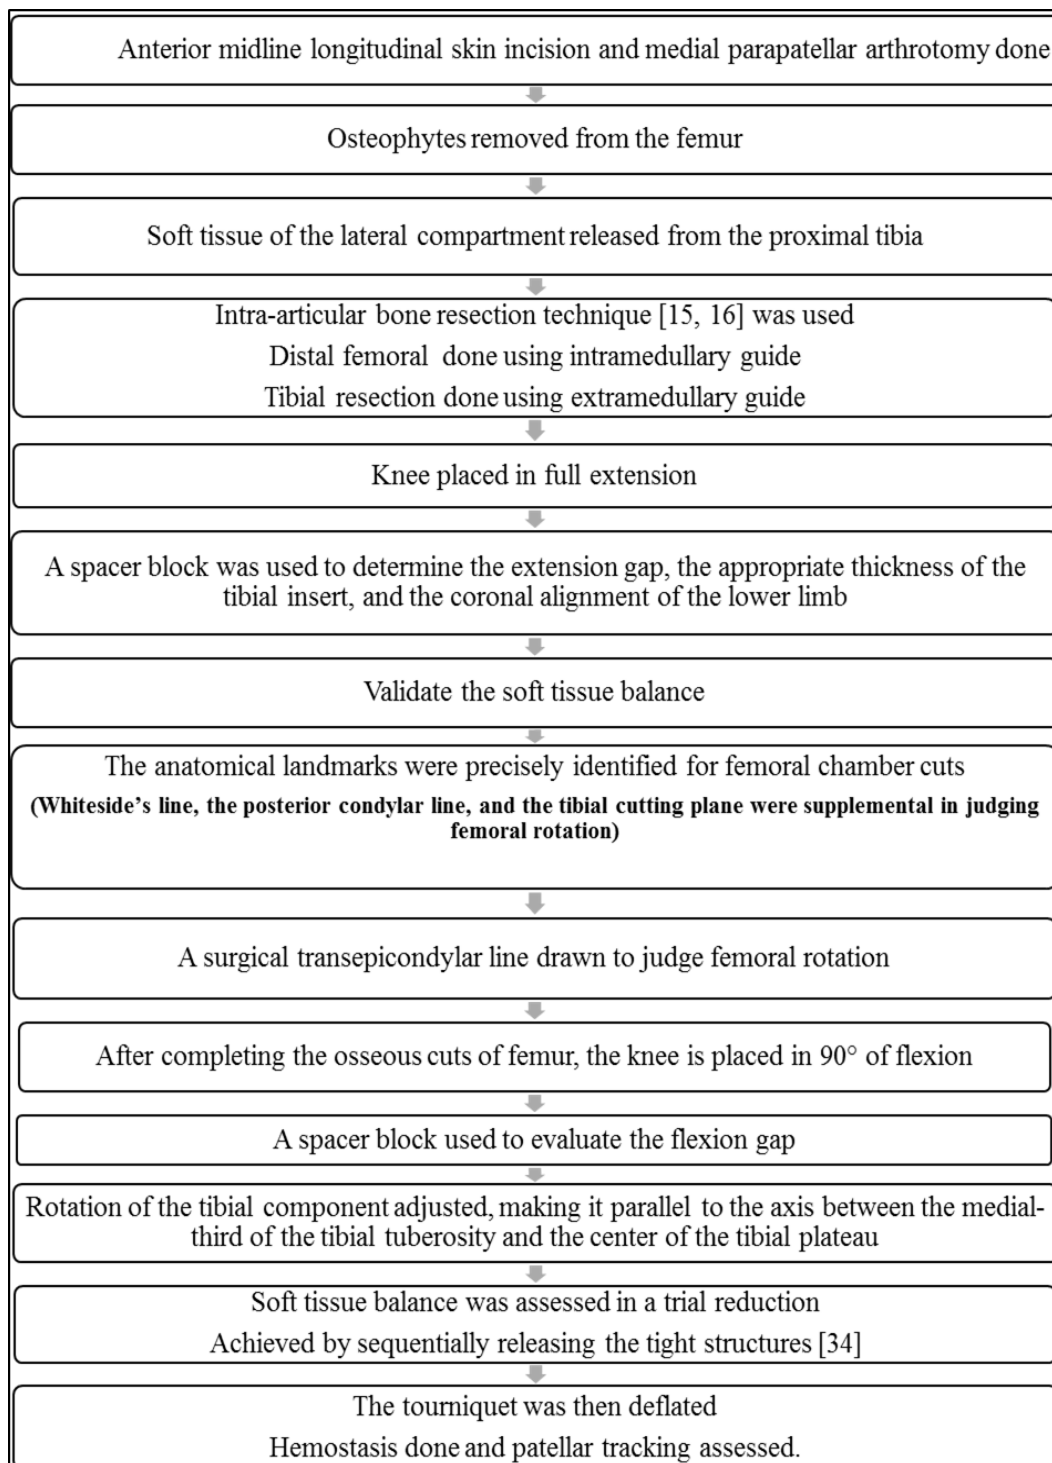 Anterior midline longitudinal skin incision and medial parapatellar arthrotomy done
Osteophytes removed from the femur
Soft tissue of the lateral compartment released from the proximal tibia
Intra-articular bone resection technique [15, 16] was used
Distal femoral done using intramedullary guide
Tibial resection done using extramedullary guide
Knee placed in full extension
A spacer block was used to determine the extension gap, the appropriate thickness of the
tibial insert, and the coronal alignment of the lower limb
Validate the soft tissue balance
The anatomical landmarks were precisely identified for femoral chamber cuts
(Whiteside's line, the posterior condylar line, and the tibial cutting plane were supplemental in judging
femoral rotation)
A surgical transepicondylar line drawn to judge femoral rotation
After completing the osseous cuts of femur, the knee is placed in 90° of flexion
A spacer block used to evaluate the flexion gap
Rotation of the tibial component adjusted, making it parallel to the axis between the medial-
third of the tibial tuberosity and the center of the tibial plateau
Soft tissue balance was assessed in a trial reduction
Achieved by sequentially releasing the tight structures [34]
The tourniquet was then deflated
Hemostasis done and patellar tracking assessed.